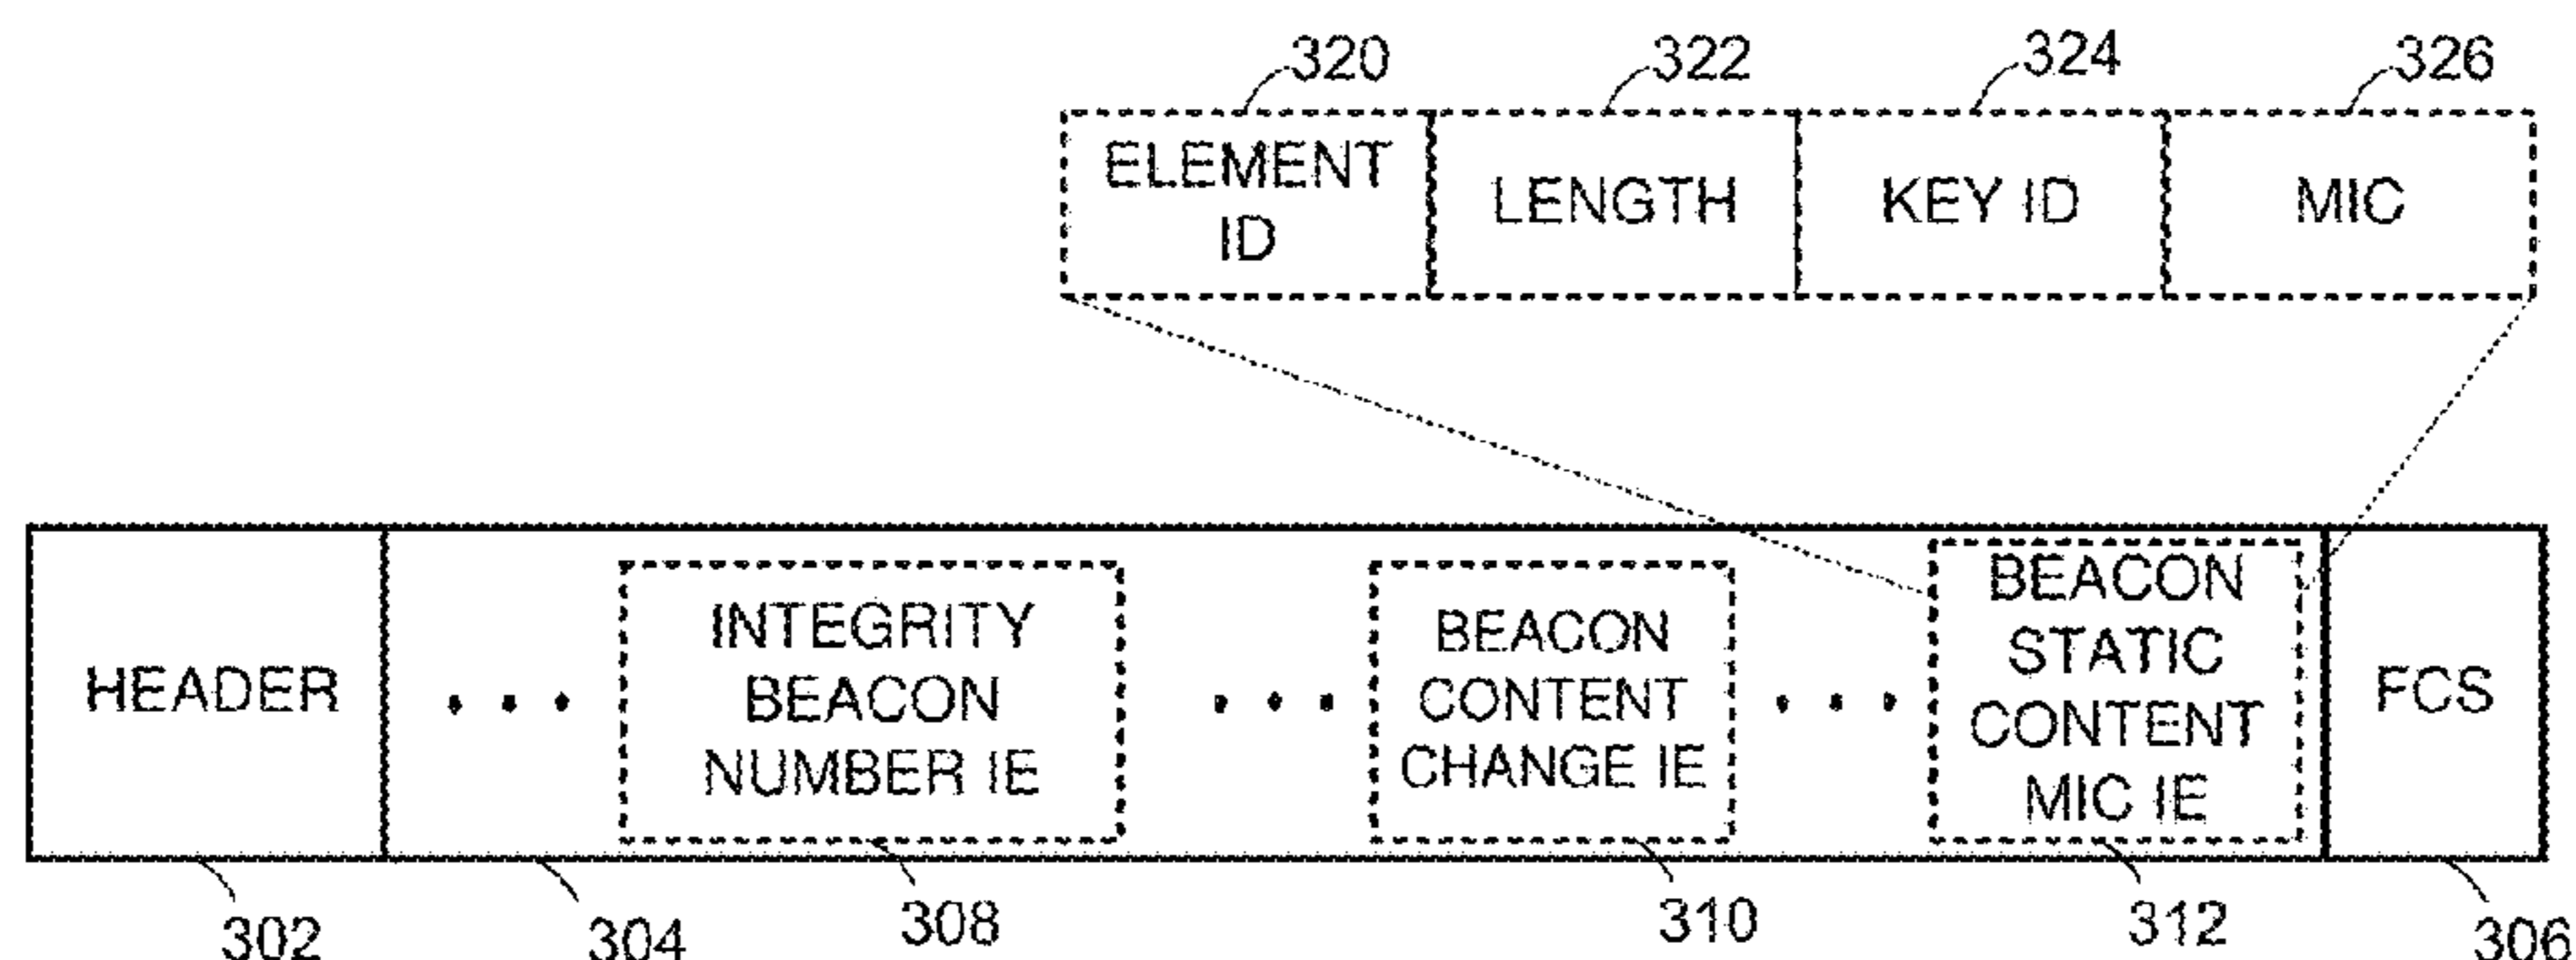 320 322 324 326
ELEMENT
ID
LENGTH
KEY ID
MIC
HEADER
• • •
INTEGRITY
BEACON
NUMBER IE
• • •
BEACON
CONTENT
CHANGE IE
• • •
BEACON
STATIC
CONTENT
MIC IE
FCS
302 304 308 310 312 306